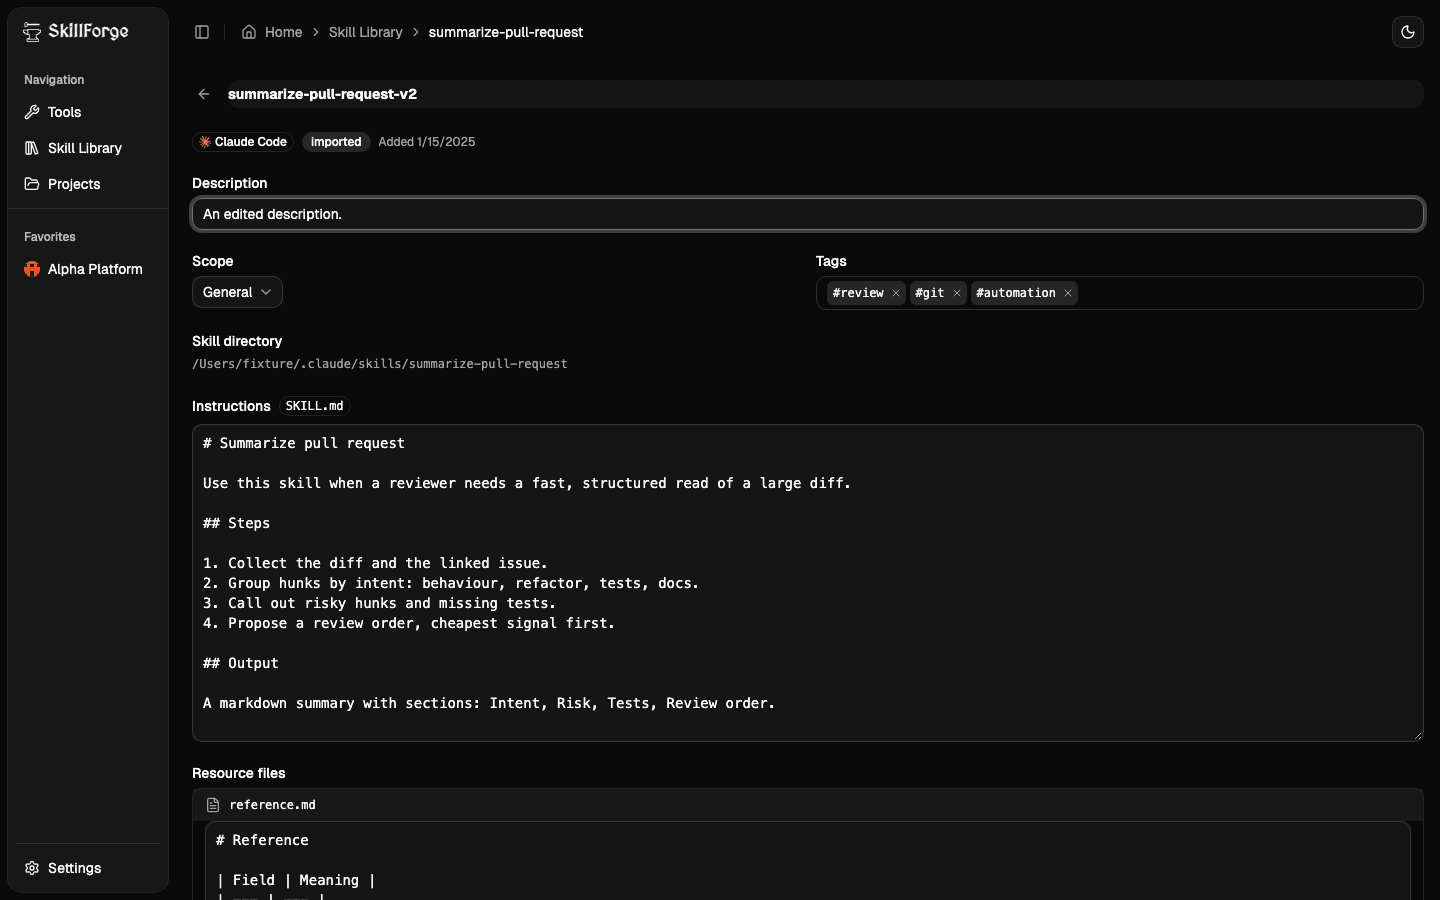 SkillForge
Home > Skill Library > summarize-pull-request
Navigation
Tools
Skill Library
Projects
Favorites
Alpha Platform
Settings
summarize-pull-request-v2
Claude Code imported Added 1/15/2025
Description
An edited description.
Scope
General
Tags
#review × #git × #automation ×
Skill directory
/Users/fixture/.claude/skills/summarize-pull-request
Instructions SKILL.md
# Summarize pull request
Use this skill when a reviewer needs a fast, structured read of a large diff.
## Steps
1. Collect the diff and the linked issue.
2. Group hunks by intent: behaviour, refactor, tests, docs.
3. Call out risky hunks and missing tests.
4. Propose a review order, cheapest signal first.
## Output
A markdown summary with sections: Intent, Risk, Tests, Review order.
Resource files
reference.md
# Reference
| Field | Meaning |